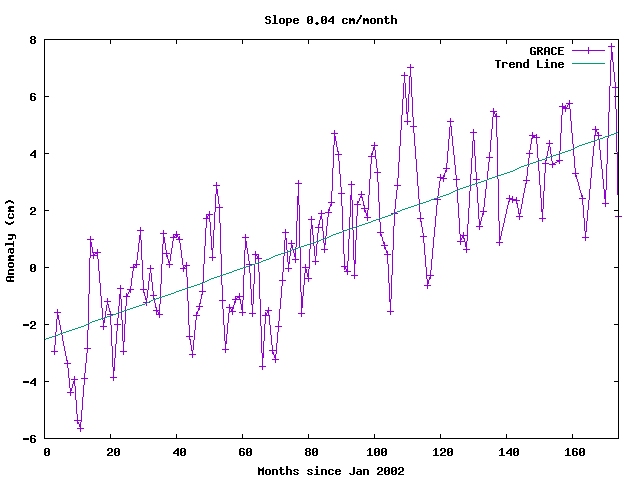 Slope 0.04 cm/month
GRACE
Trend Line
8
6
4
2
0
-2
-4
-6
Anomaly (cm)
0 20 40 60 80 100 120 140 160
Months since Jan 2002